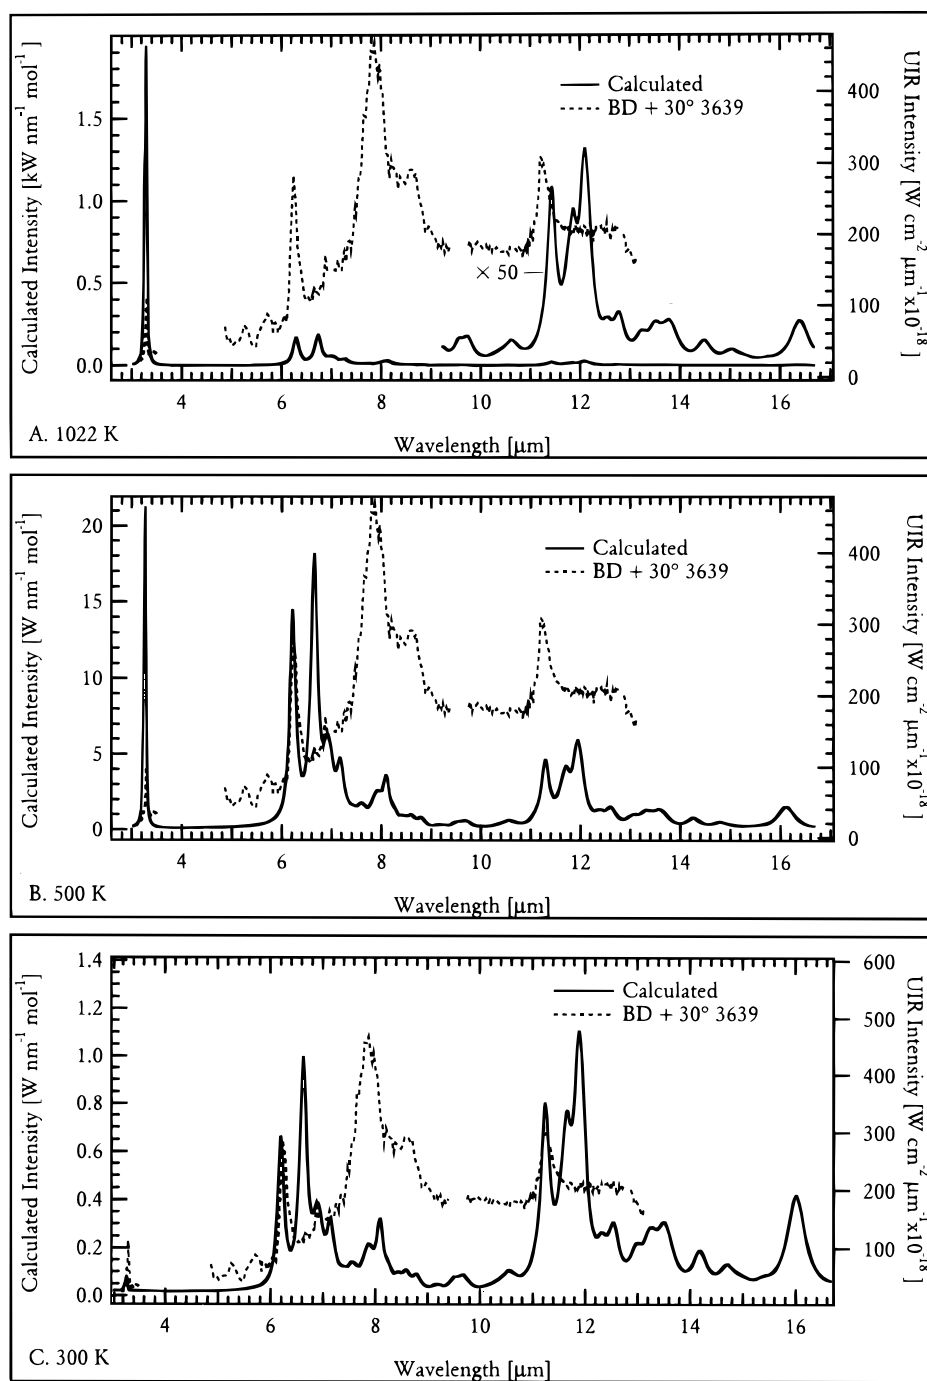 Calculated Intensity [kW nm-1 mol-1 ]
1.5
1.0
0.5
0.0
Calculated
BD + 30° 3639
× 50
400
300
200
100
0
UIR Intensity [W cm-2 μm-1x10-18 ]
4 6 8 10 12 14 16
Wavelength [μm]
A. 1022 K
Calculated Intensity [W nm-1 mol-1]
20
15
10
5
0
Calculated
BD + 30° 3639
400
300
200
100
0
UIR Intensity [W cm-2 μm-1x10-18 ]
4 6 8 10 12 14 16
Wavelength [μm]
B. 500 K
Calculated Intensity [W nm-1 mol-1]
1.4
1.2
1.0
0.8
0.6
0.4
0.2
0.0
Calculated
BD + 30° 3639
600
500
400
300
200
100
UIR Intensity [W cm-2 μm-1x10-18 ]
4 6 8 10 12 14 16
Wavelength [μm]
C. 300 K